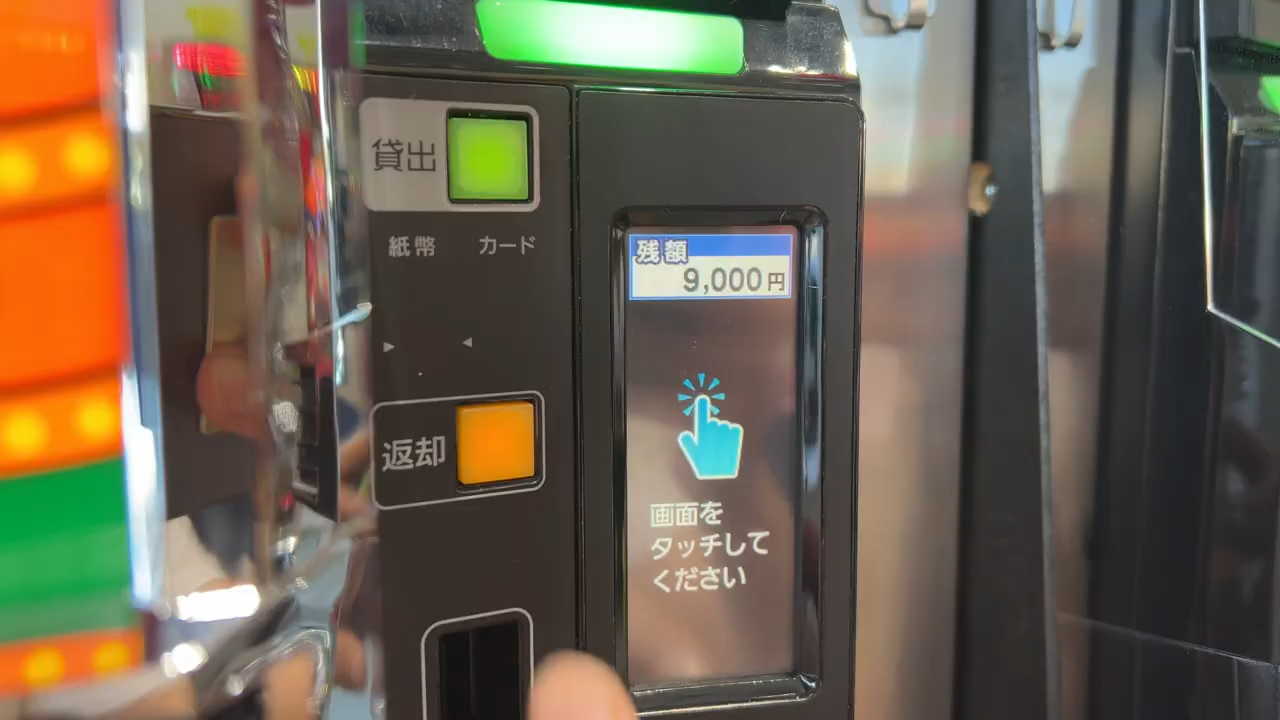 貸出
紙幣 カード
返却
残額
9,000円
画面を
タッチして
ください